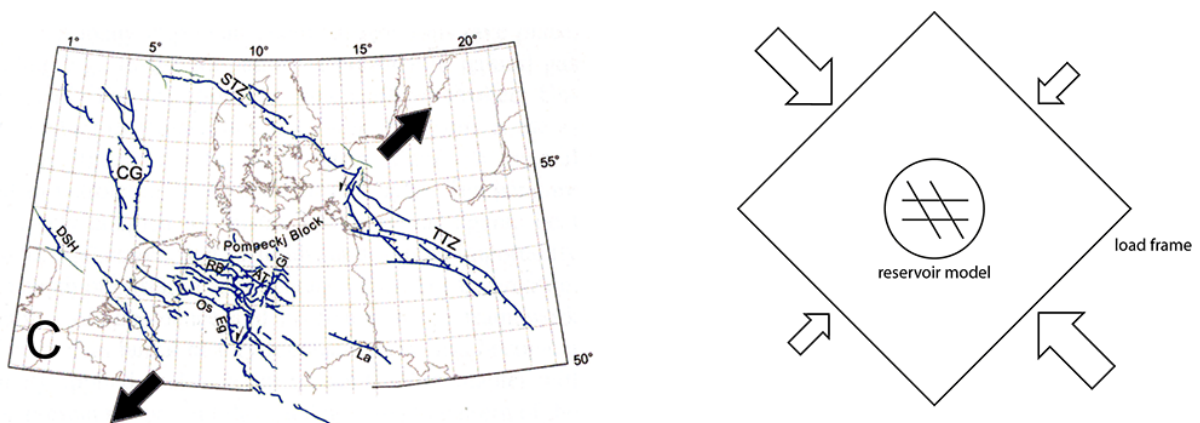 1° 5° 10° 15° 20°
STZ
55°
CG
DSH
Pompeckj Block
TTZ
RB
AT
Gl
Os
Eg
La
C
50°
reservoir model
load frame